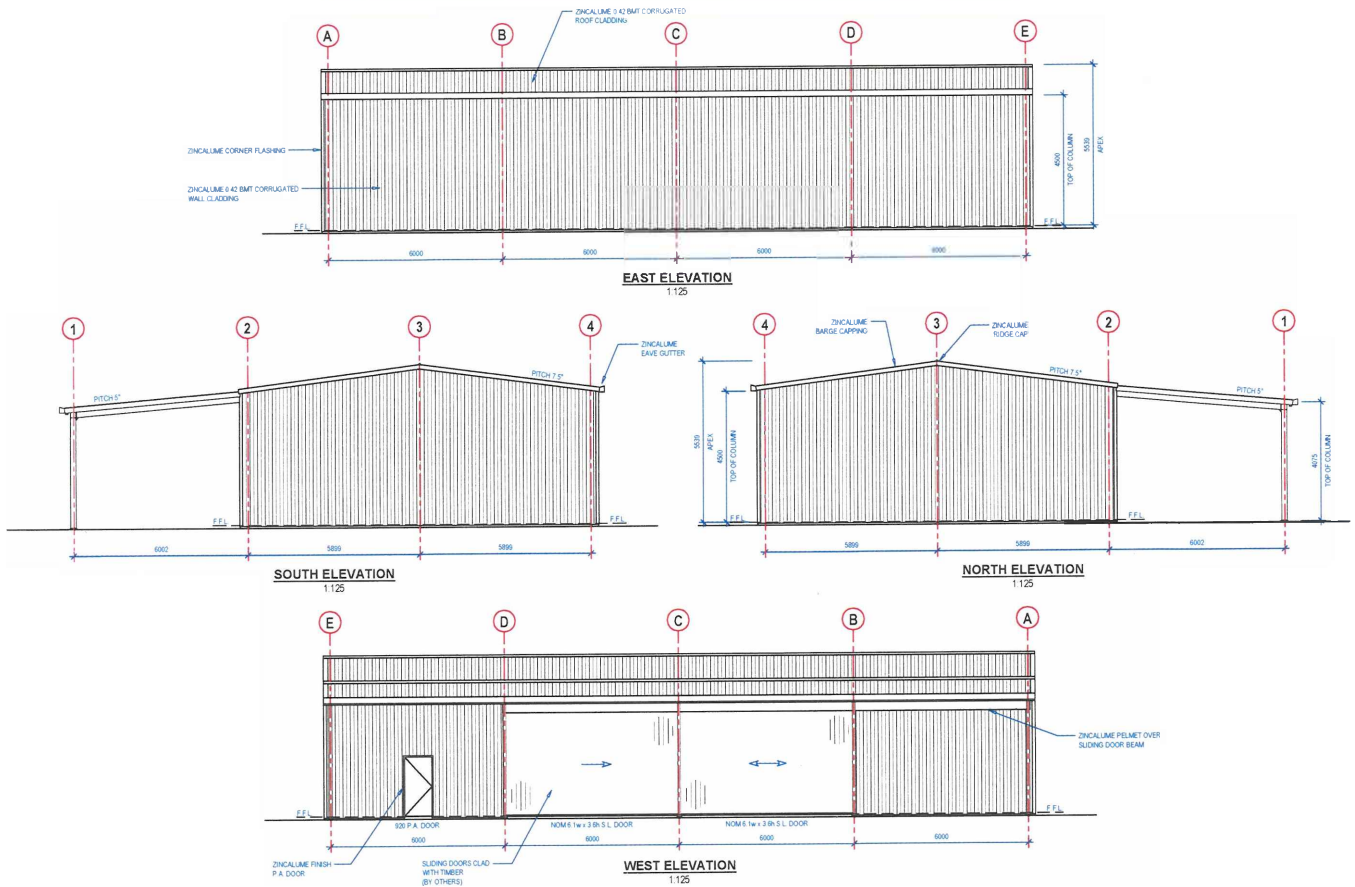 ZINCALUME 0.42 BMT CORRUGATED
ROOF CLADDING
A
B
C
D
E
ZINCALUME CORNER FLASHING
ZINCALUME 0.42 BMT CORRUGATED
WALL CLADDING
4500
TOP OF COLUMN
5539
APEX
F.F.L
F.F.L
6000
6000
6000
6000
EAST ELEVATION
1:125
1
2
3
4
ZINCALUME
EAVE GUTTER
PITCH 5°
PITCH 7.5°
F.F.L
F.F.L
6002
5899
5899
SOUTH ELEVATION
1:125
4
3
2
1
ZINCALUME
BARGE CAPPING
ZINCALUME
RIDGE CAP
PITCH 7.5°
PITCH 5°
5539
APEX
4500
TOP OF COLUMN
4075
TOP OF COLUMN
F.F.L
F.F.L
5899
5899
6002
NORTH ELEVATION
1:125
E
D
C
B
A
ZINCALUME PELMET OVER
SLIDING DOOR BEAM
F.F.L
F.F.L
920 P.A. DOOR
NOM 6.1w x 3.6h S.L. DOOR
NOM 6.1w x 3.6h S.L. DOOR
6000
6000
6000
6000
ZINCALUME FINISH
P.A. DOOR
SLIDING DOORS CLAD
WITH TIMBER
(BY OTHERS)
WEST ELEVATION
1:125